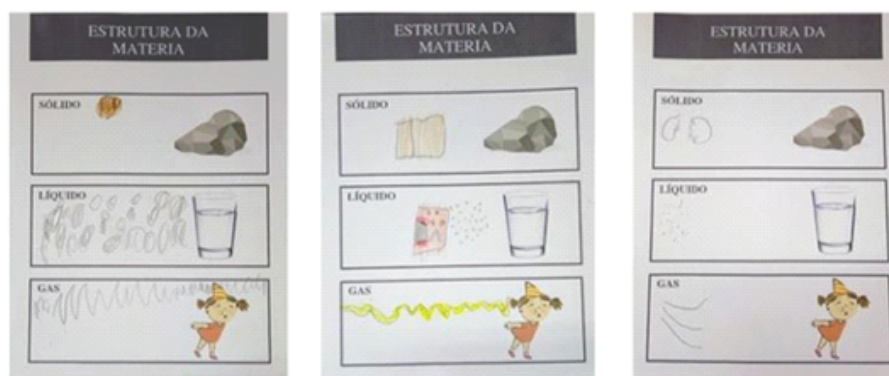 ESTRUTURA DA
MATERIA
SÓLIDO
LÍQUIDO
GAS
ESTRUTURA DA
MATERIA
SÓLIDO
LÍQUIDO
GAS
ESTRUTURA DA
MATERIA
SÓLIDO
LÍQUIDO
GAS